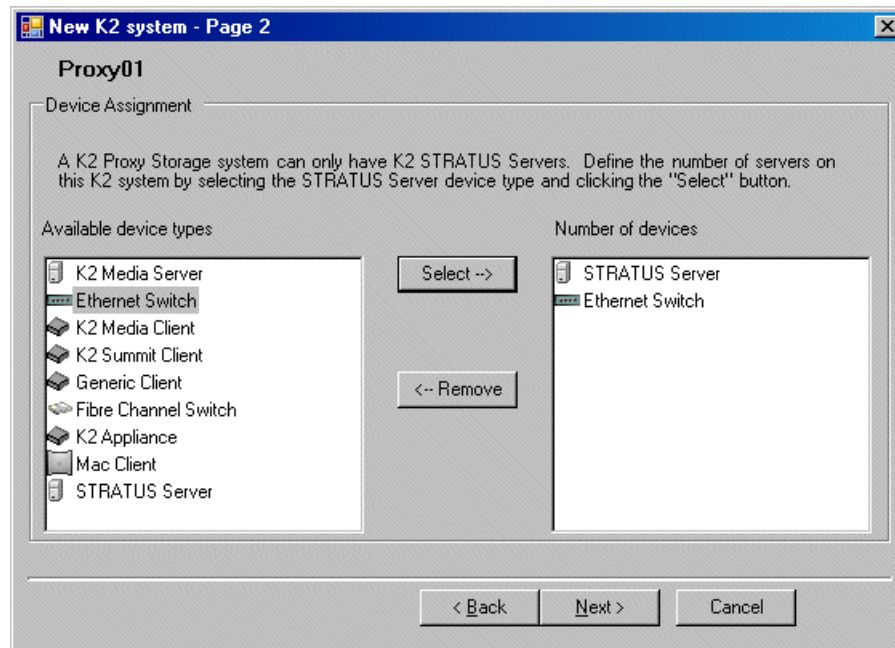 New K2 system - Page 2
Proxy01
Device Assignment
A K2 Proxy Storage system can only have K2 STRATUS Servers. Define the number of servers on
this K2 system by selecting the STRATUS Server device type and clicking the "Select" button.
Available device types
Number of devices
K2 Media Server
Ethernet Switch
K2 Media Client
K2 Summit Client
Generic Client
Fibre Channel Switch
K2 Appliance
Mac Client
STRATUS Server
Select -->
<-- Remove
STRATUS Server
Ethernet Switch
< Back
Next >
Cancel